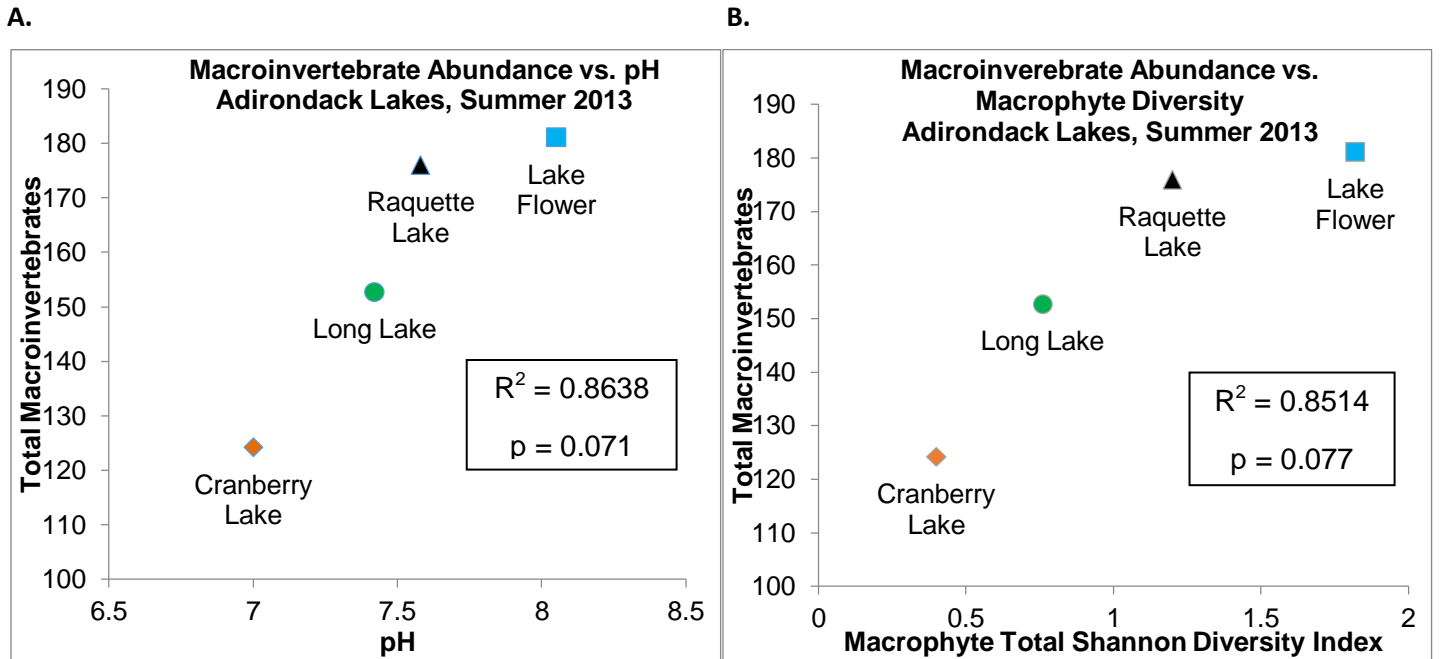 A.
Macroinvertebrate Abundance vs. pH
Adirondack Lakes, Summer 2013
190
180
170
160
150
140
130
120
110
100
Total Macroinvertebrates
Lake
Flower
Raquette
Lake
Long Lake
R² = 0.8638
p = 0.071
Cranberry
Lake
6.5 7 7.5 8 8.5
pH
B.
Macroinverebrate Abundance vs.
Macrophyte Diversity
Adirondack Lakes, Summer 2013
190
180
170
160
150
140
130
120
110
100
Total Macroinvertebrates
Lake
Flower
Raquette
Lake
Long Lake
R² = 0.8514
p = 0.077
Cranberry
Lake
0 0.5 1 1.5 2
Macrophyte Total Shannon Diversity Index